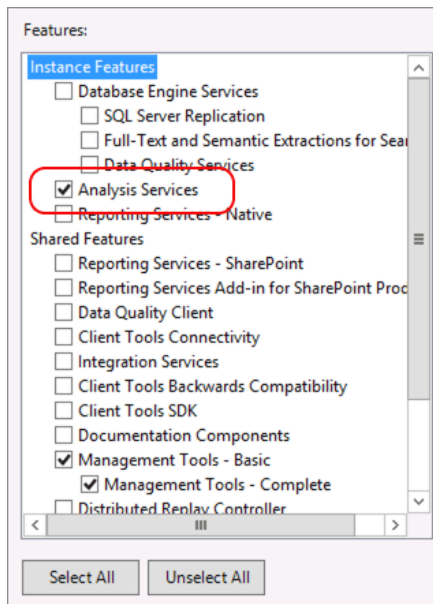 Features:
Instance Features
Database Engine Services
SQL Server Replication
Full-Text and Semantic Extractions for Sear
Data Quality Services
Analysis Services
Reporting Services - Native
Shared Features
Reporting Services - SharePoint
Reporting Services Add-in for SharePoint Prod
Data Quality Client
Client Tools Connectivity
Integration Services
Client Tools Backwards Compatibility
Client Tools SDK
Documentation Components
Management Tools - Basic
Management Tools - Complete
Distributed Replay Controller
Select All
Unselect All